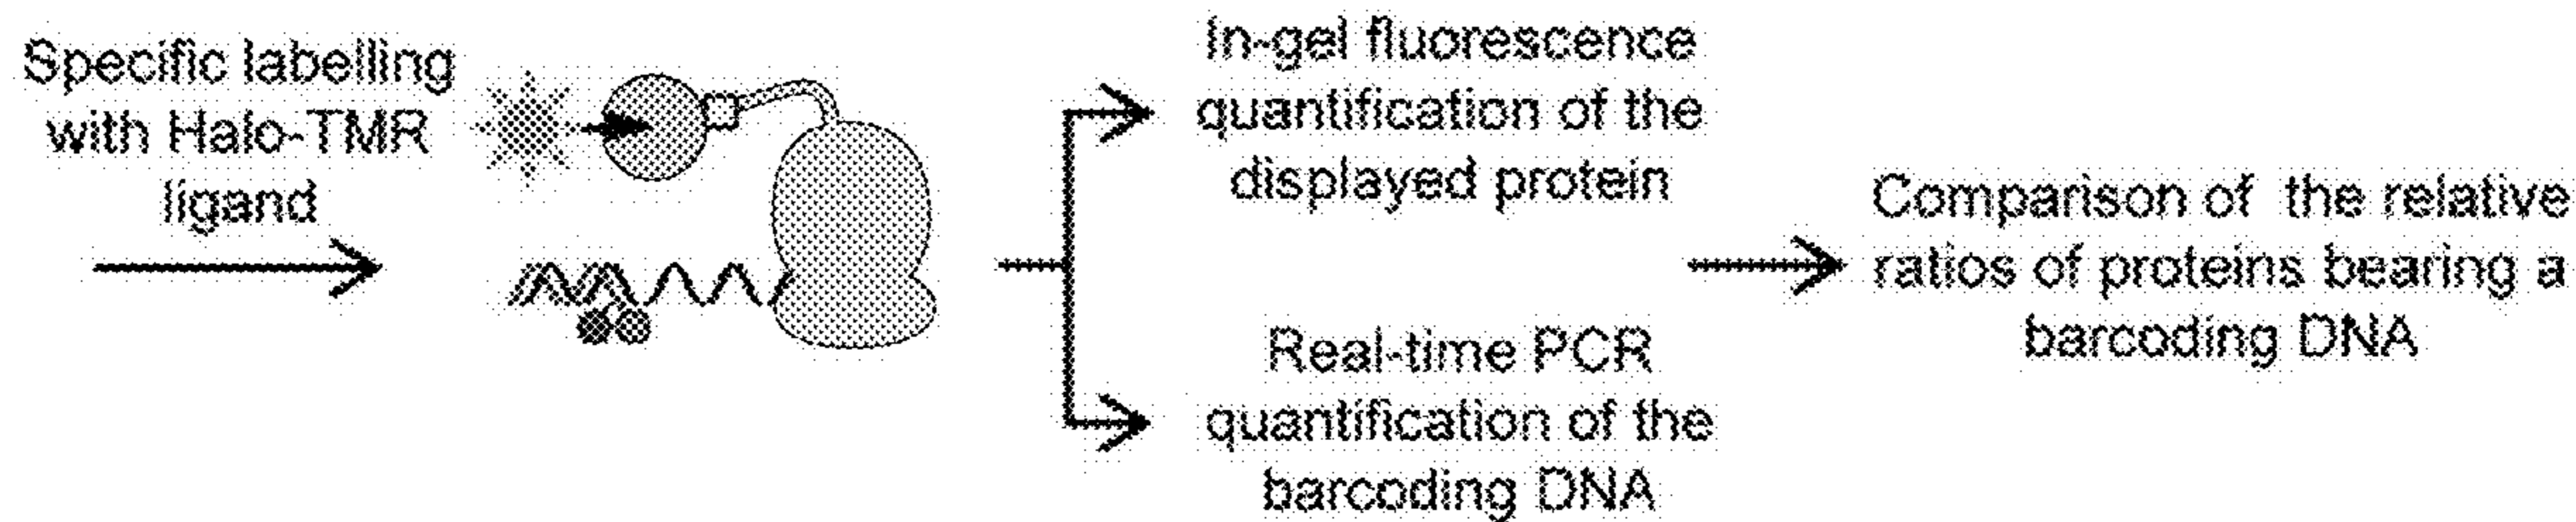 Specific labelling
with Halo-TMR
ligand
In-gel fluorescence
quantification of the
displayed protein
Real-time PCR
quantification of the
barcoding DNA
Comparison of the relative
ratios of proteins bearing a
barcoding DNA